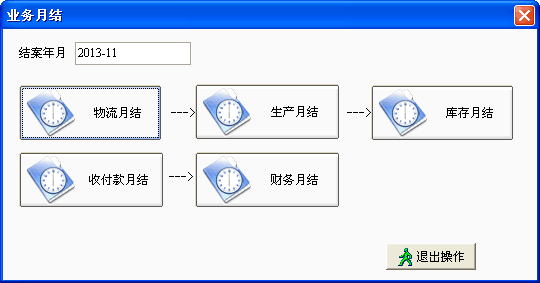 业务月结
结案年月 2013-11
物流月结 ---> 生产月结 ---> 库存月结
收付款月结 ---> 财务月结
退出操作